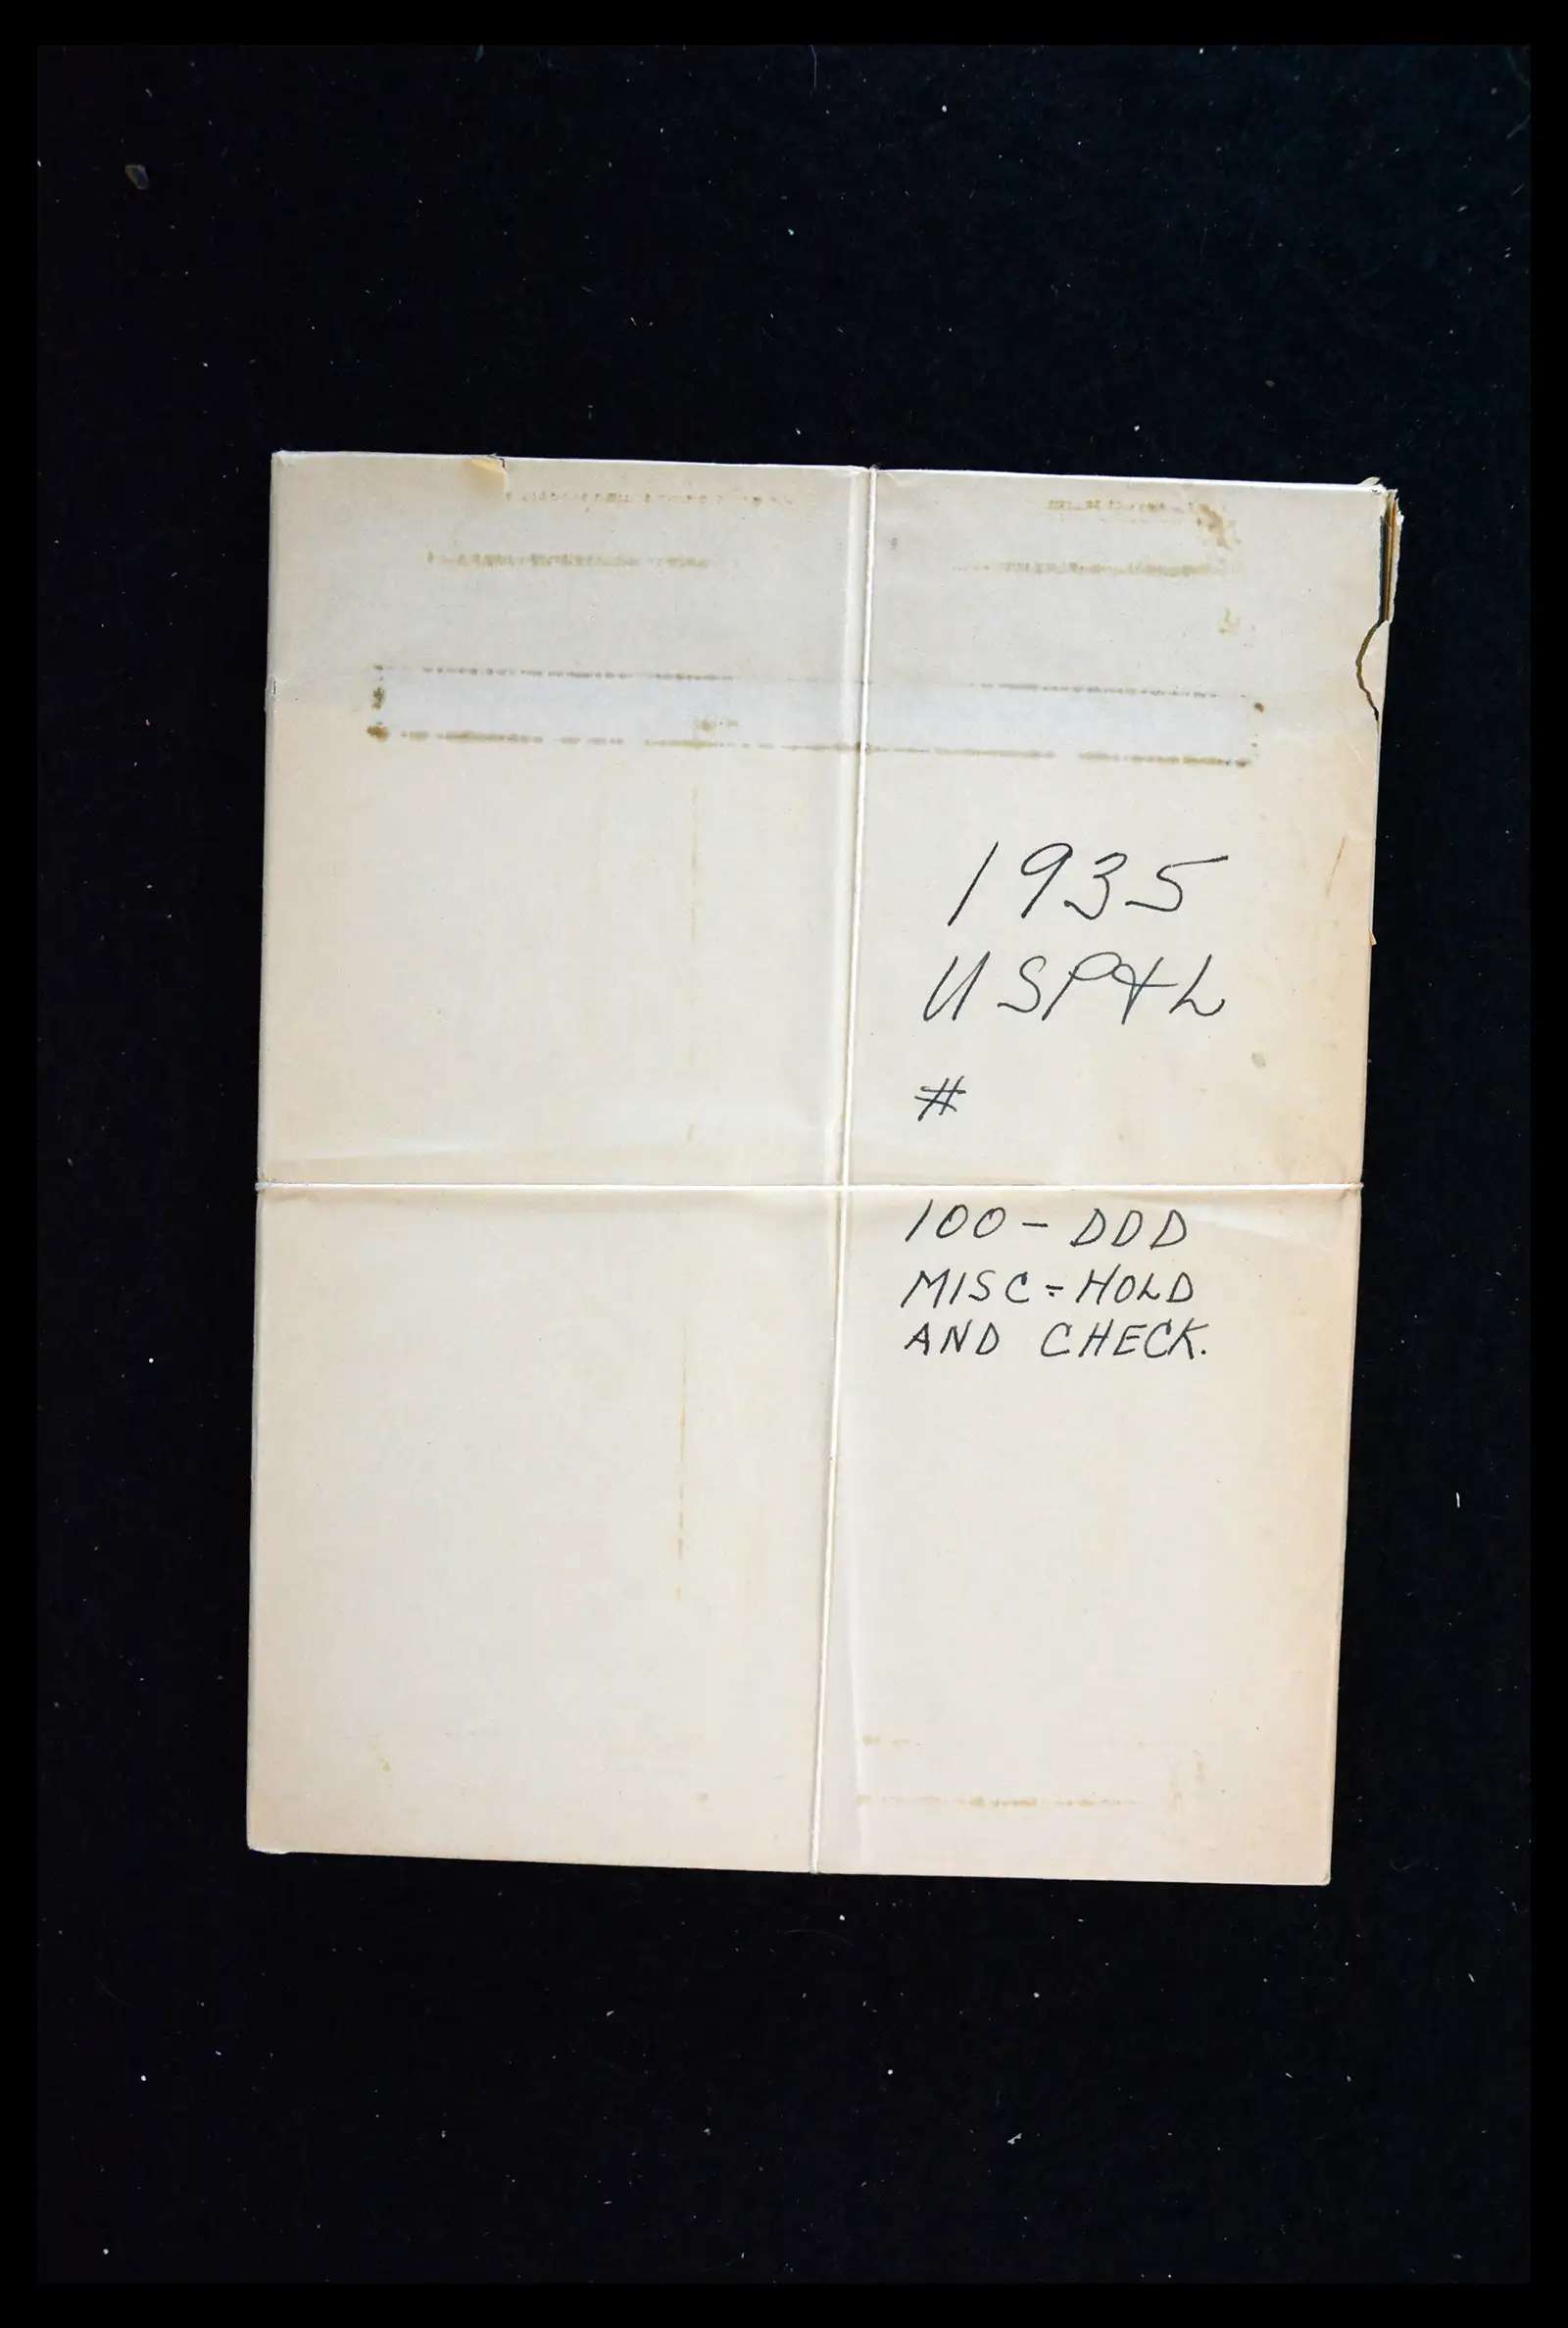 1935
USP&L
#
100 - DDD
MISC = HOLD
AND CHECK.